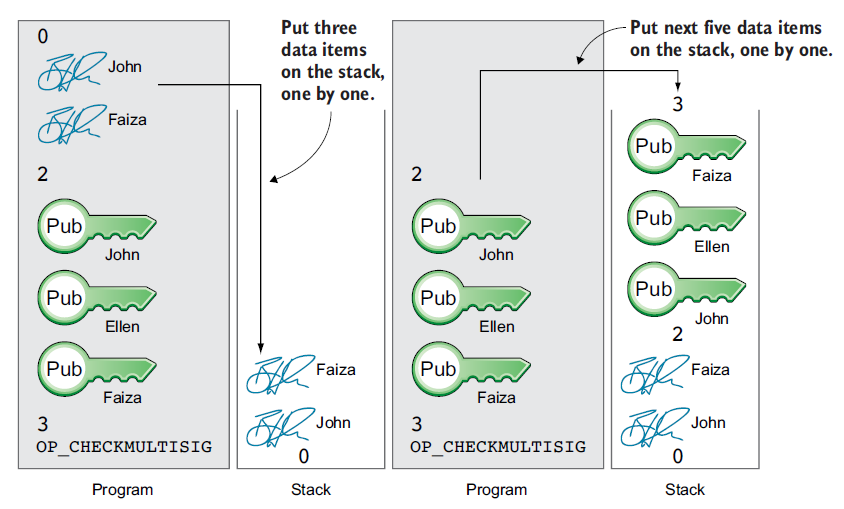 0
John
Faiza
2
Pub
John
Pub
Ellen
Pub
Faiza
3
OP_CHECKMULTISIG
Program
Put three
data items
on the stack,
one by one.
Faiza
John
0
Stack
2
Pub
John
Pub
Ellen
Pub
Faiza
3
OP_CHECKMULTISIG
Program
Put next five data items
on the stack, one by one.
3
Pub
Faiza
Pub
Ellen
Pub
John
2
Faiza
John
0
Stack